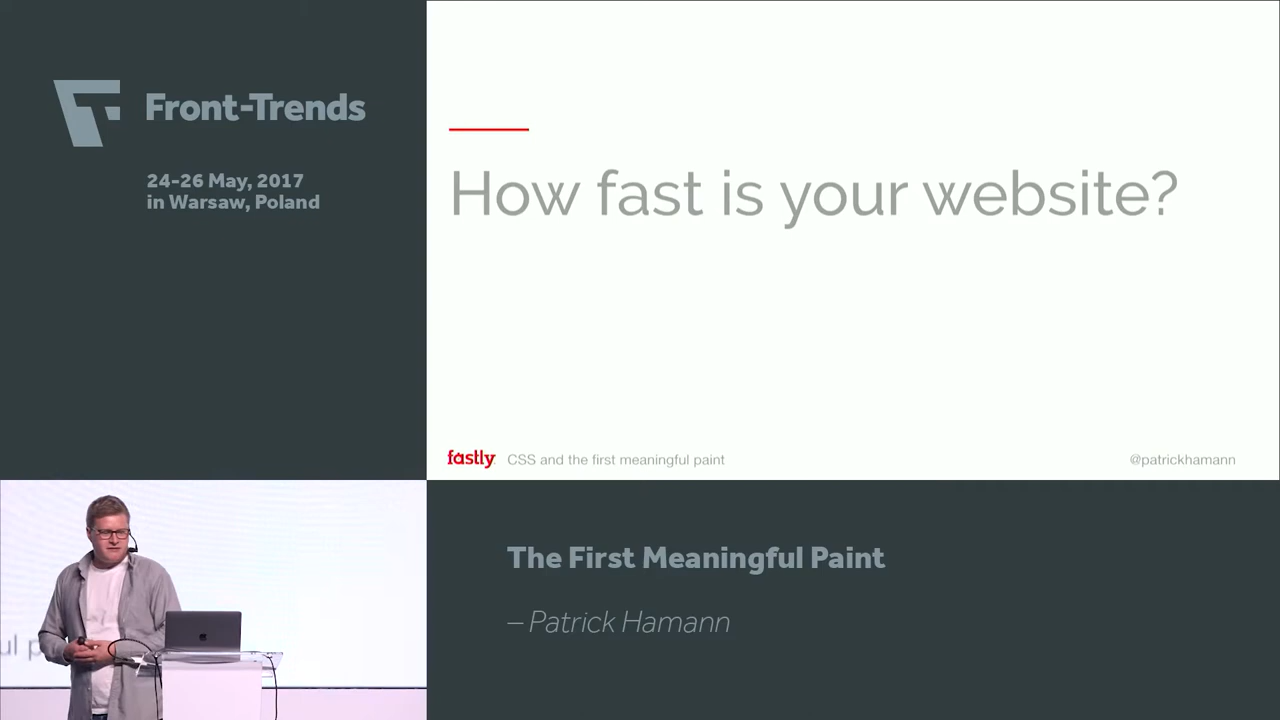 Front-Trends
24-26 May, 2017
in Warsaw, Poland
How fast is your website?
fastly
CSS and the first meaningful paint
@patrickhamann
ul p
The First Meaningful Paint
– Patrick Hamann